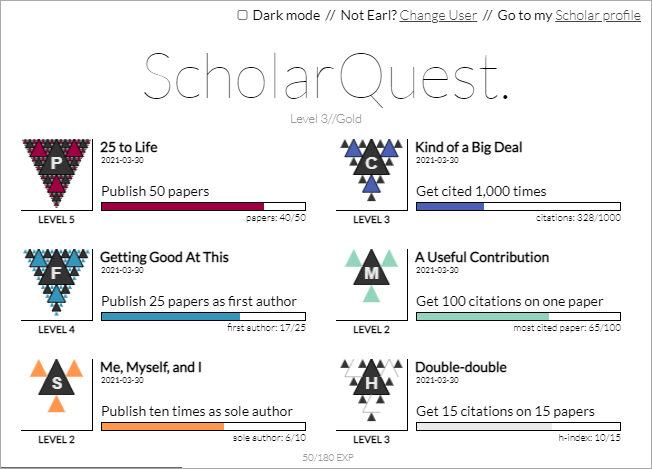 Dark mode // Not Earl? Change User // Go to my Scholar profile
ScholarQuest.
Level 3//Gold
P
25 to Life
2021-03-30
Publish 50 papers
LEVEL 5
papers: 40/50
C
Kind of a Big Deal
2021-03-30
Get cited 1,000 times
LEVEL 3
citations: 328/1000
F
Getting Good At This
2021-03-30
Publish 25 papers as first author
LEVEL 4
first author: 17/25
M
A Useful Contribution
2021-03-30
Get 100 citations on one paper
LEVEL 2
most cited paper: 65/100
S
Me, Myself, and I
2021-03-30
Publish ten times as sole author
LEVEL 2
sole author: 6/10
H
Double-double
2021-03-30
Get 15 citations on 15 papers
LEVEL 3
h-index: 10/15
50/180 EXP